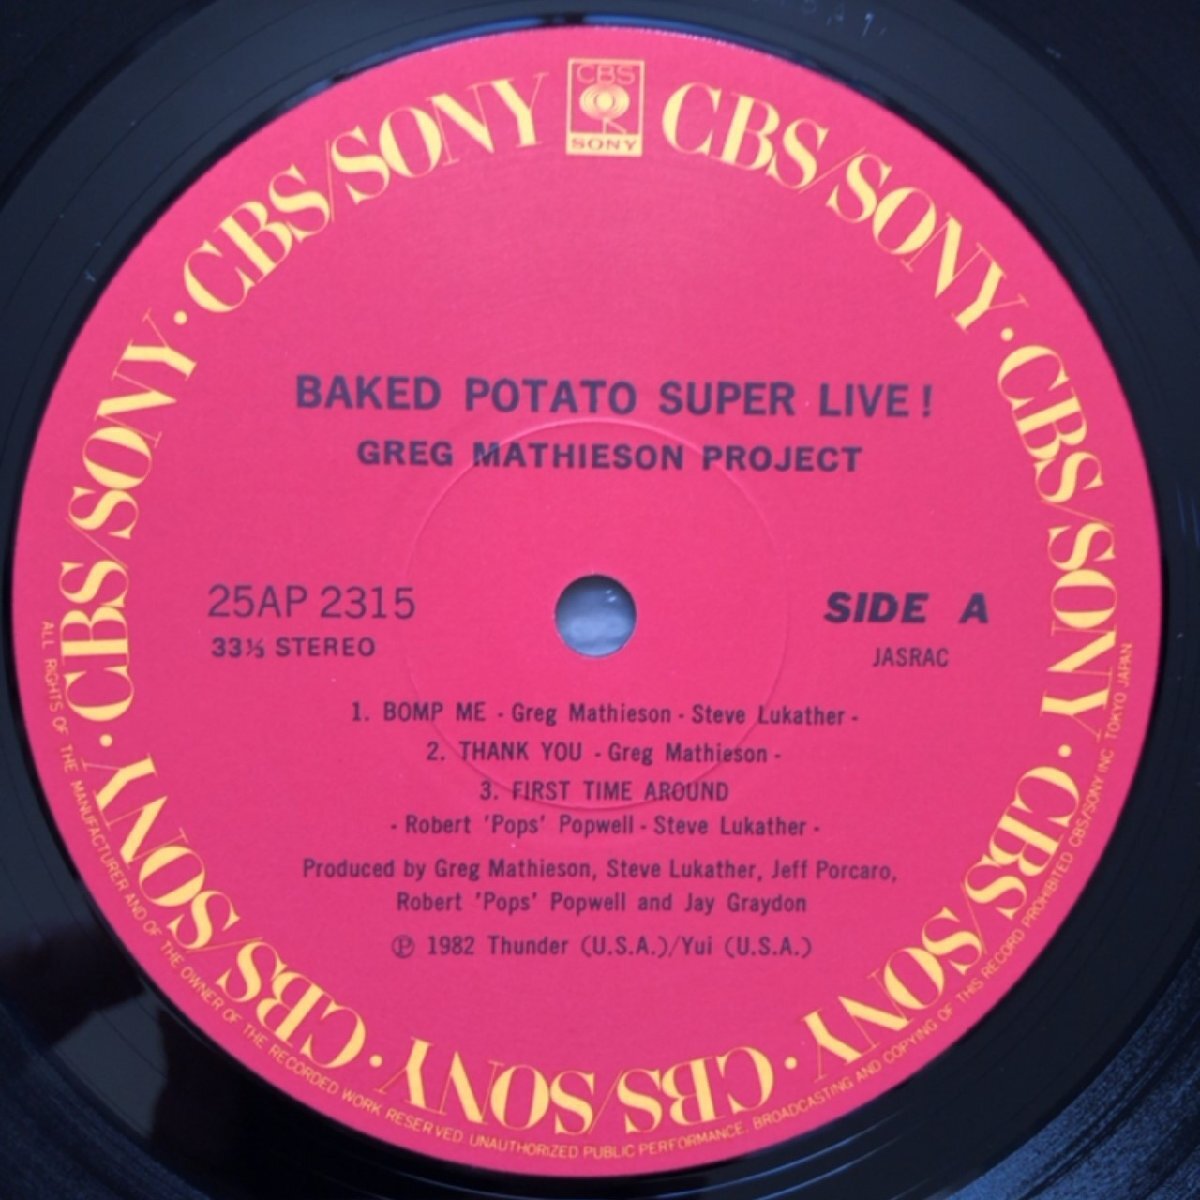 CBS
SONY
CBS/SONY · CBS/SONY · CBS/SONY · CBS/SONY · CBS/SONY · CBS/SONY · CBS/SONY · CBS/SONY
BAKED POTATO SUPER LIVE!
GREG MATHIESON PROJECT
25AP 2315
33⅓ STEREO
SIDE A
JASRAC
1. BOMP ME - Greg Mathieson - Steve Lukather -
2. THANK YOU - Greg Mathieson -
3. FIRST TIME AROUND
- Robert 'Pops' Popwell - Steve Lukather -
Produced by Greg Mathieson, Steve Lukather, Jeff Porcaro,
Robert 'Pops' Popwell and Jay Graydon
℗ 1982 Thunder (U.S.A.)/Yui (U.S.A.)
ALL RIGHTS OF THE MANUFACTURER AND OF THE OWNER OF THE RECORDED WORK RESERVED. UNAUTHORIZED PUBLIC PERFORMANCE, BROADCASTING AND COPYING OF THIS RECORD PROHIBITED CBS/SONY INC TOKYO JAPAN